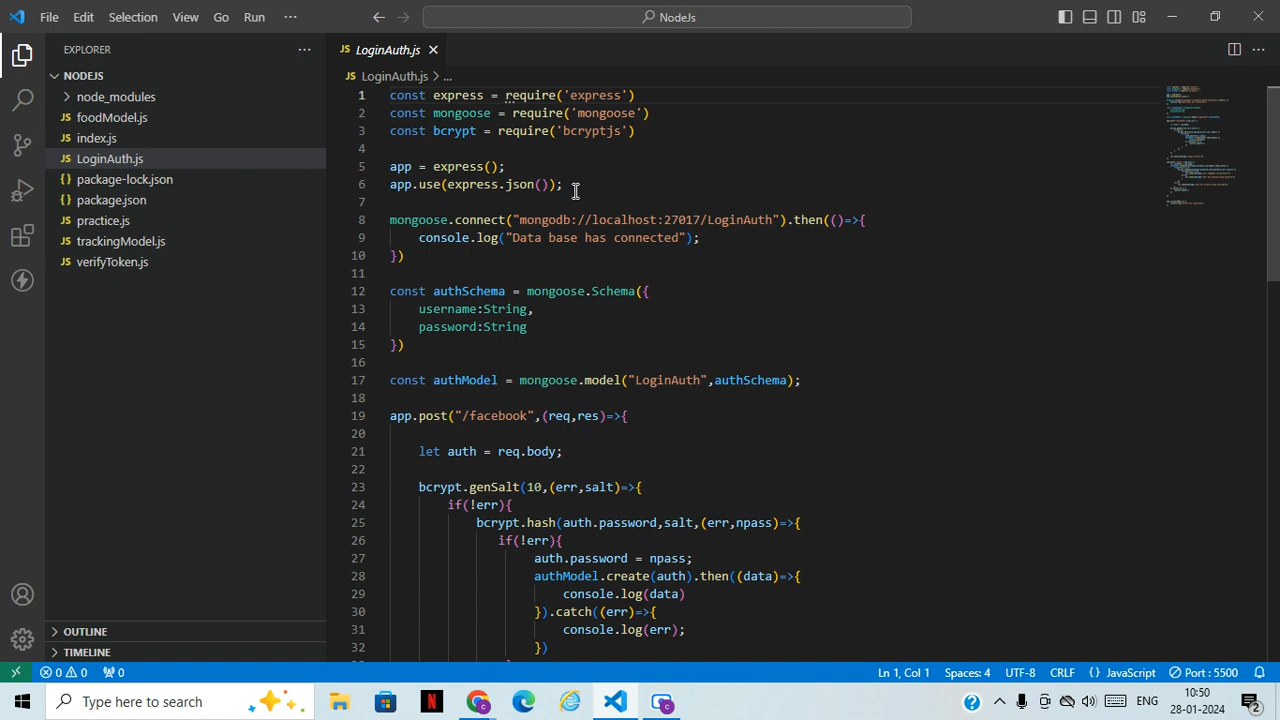 File Edit Selection View Go Run ··· NodeJs
EXPLORER ···
NODEJS
node_modules
JS foodModel.js
JS index.js
JS LoginAuth.js
{} package-lock.json
{} package.json
JS practice.js
JS trackingModel.js
JS verifyToken.js
OUTLINE
TIMELINE
JS LoginAuth.js
JS LoginAuth.js > ...
1 const express = require('express')
2 const mongoose = require('mongoose')
3 const bcrypt = require('bcryptjs')
4
5 app = express();
6 app.use(express.json());
7
8 mongoose.connect("mongodb://localhost:27017/LoginAuth").then(()=>{
9 console.log("Data base has connected");
10 })
11
12 const authSchema = mongoose.Schema({
13 username:String,
14 password:String
15 })
16
17 const authModel = mongoose.model("LoginAuth",authSchema);
18
19 app.post("/facebook",(req,res)=>{
20
21 let auth = req.body;
22
23 bcrypt.genSalt(10,(err,salt)=>{
24 if(!err){
25 bcrypt.hash(auth.password,salt,(err,npass)=>{
26 if(!err){
27 auth.password = npass;
28 authModel.create(auth).then((data)=>{
29 console.log(data)
30 }).catch((err)=>{
31 console.log(err);
32 })
0 0 0 Ln 1, Col 1 Spaces: 4 UTF-8 CRLF {} JavaScript Port : 5500
Type here to search ENG 10:50 28-01-2024 2